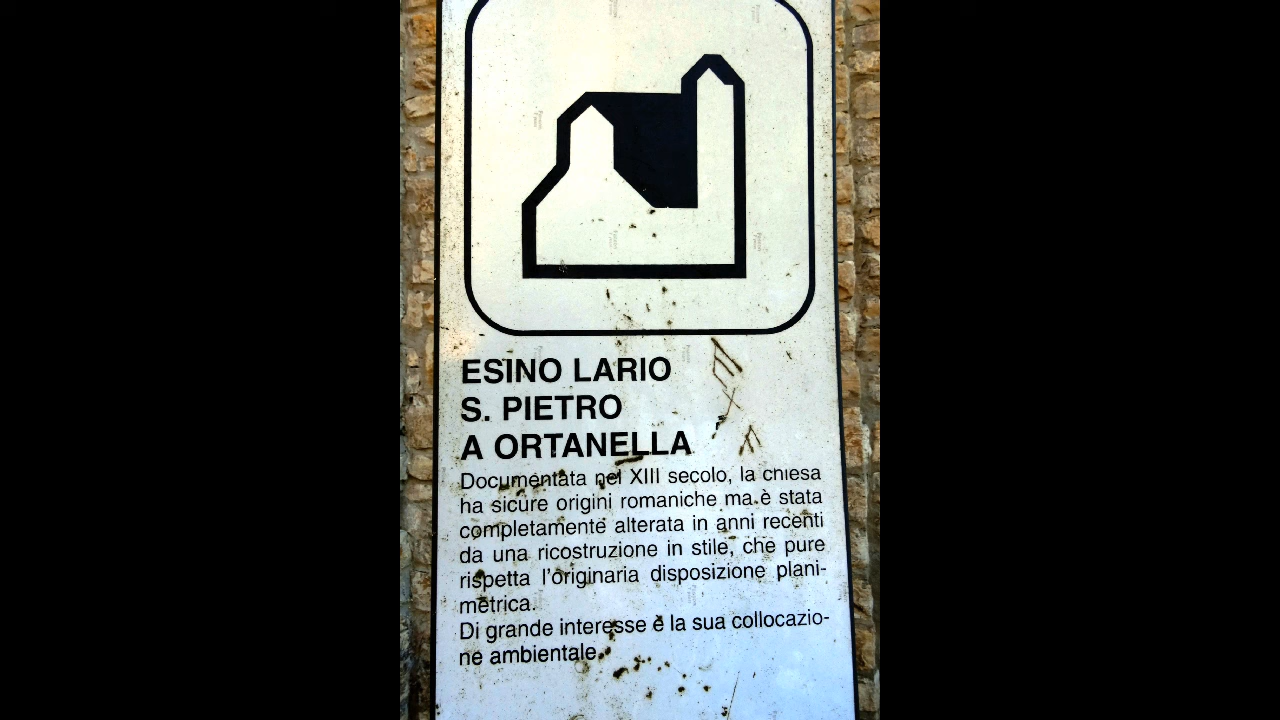 ESINO LARIO
S. PIETRO
A ORTANELLA
Documentata nel XIII secolo, la chiesa
ha sicure origini romaniche ma è stata
completamente alterata in anni recenti
da una ricostruzione in stile, che pure
rispetta l'originaria disposizione plani-
metrica.
Di grande interesse è la sua collocazio-
ne ambientale.